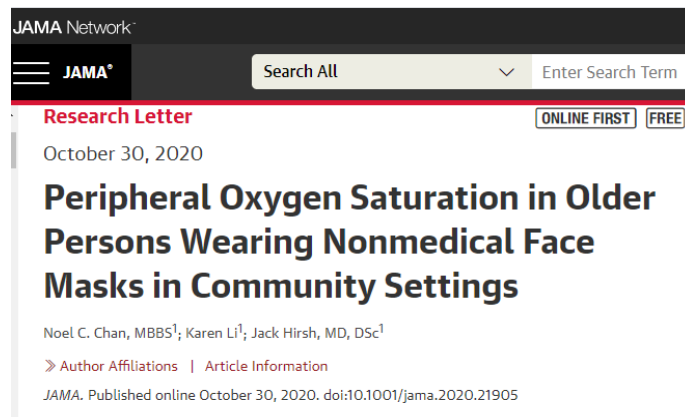 JAMA Network™
JAMA® Search All Enter Search Term
Research Letter ONLINE FIRST FREE
October 30, 2020
Peripheral Oxygen Saturation in Older
Persons Wearing Nonmedical Face
Masks in Community Settings
Noel C. Chan, MBBS1; Karen Li1; Jack Hirsh, MD, DSc1
» Author Affiliations | Article Information
JAMA. Published online October 30, 2020. doi:10.1001/jama.2020.21905